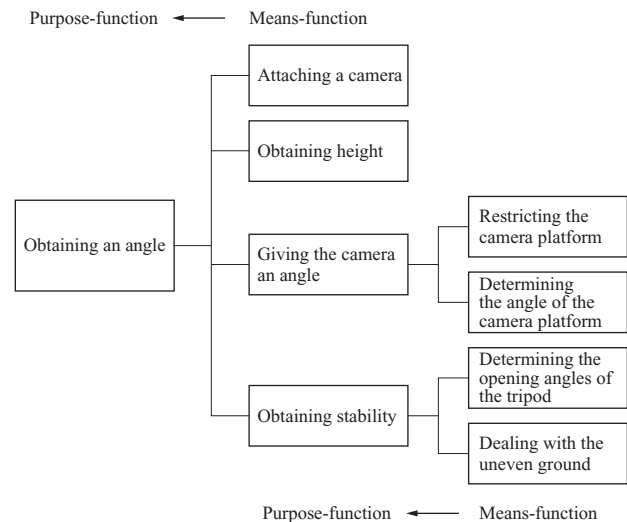 Purpose-function
Means-function
Attaching a camera
Obtaining height
Obtaining an angle
Giving the camera
an angle
Restricting the
camera platform
Determining
the angle of the
camera platform
Obtaining stability
Determining the
opening angles of
the tripod
Dealing with the
uneven ground
Purpose-function
Means-function